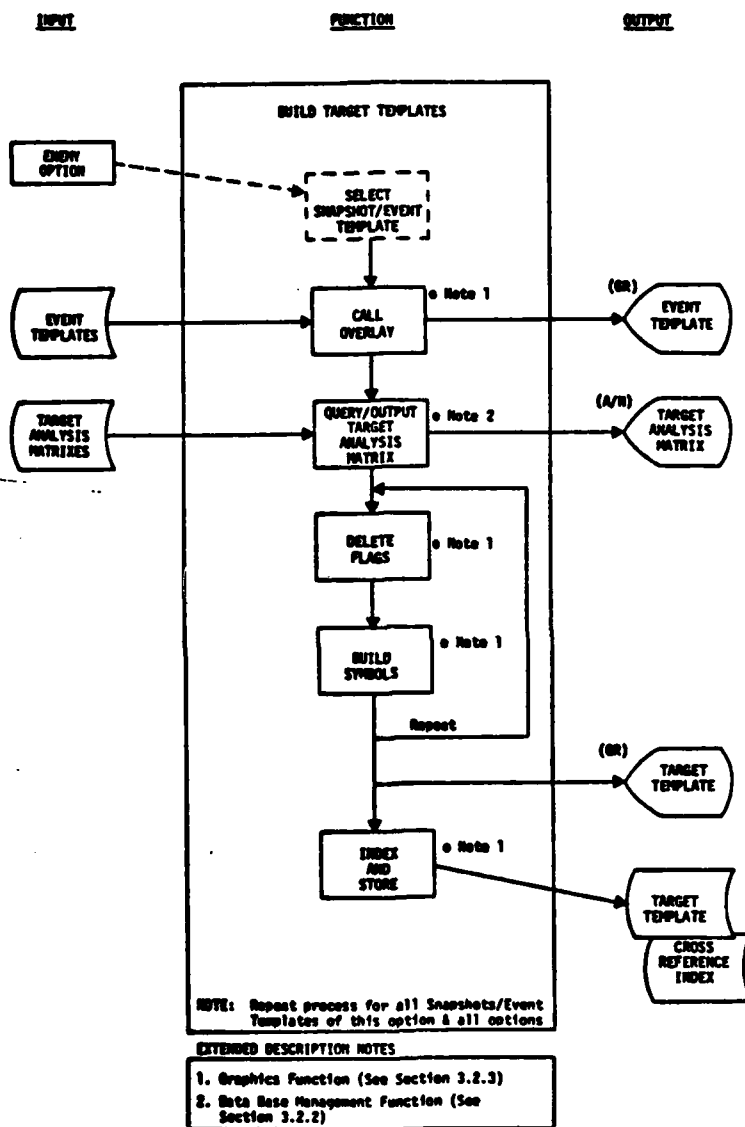 INPUT
FUNCTION
OUTPUT
BUILD TARGET TEMPLATES
ENEMY
OPTION
SELECT
SNAPSHOT/EVENT
TEMPLATE
EVENT
TEMPLATES
CALL
OVERLAY
• Note 1
(GR)
EVENT
TEMPLATE
TARGET
ANALYSIS
MATRIXES
QUERY/OUTPUT
TARGET
ANALYSIS
MATRIX
• Note 2
(A/N)
TARGET
ANALYSIS
MATRIX
DELETE
FLAGS
• Note 1
BUILD
SYMBOLS
• Note 1
Repeat
(GR)
TARGET
TEMPLATE
INDEX
AND
STORE
• Note 1
TARGET
TEMPLATE
CROSS
REFERENCE
INDEX
NOTE: Repeat process for all Snapshots/Event
Templates of this option & all options
EXTENDED DESCRIPTION NOTES
1. Graphics Function (See Section 3.2.3)
2. Data Base Management Function (See
Section 3.2.2)